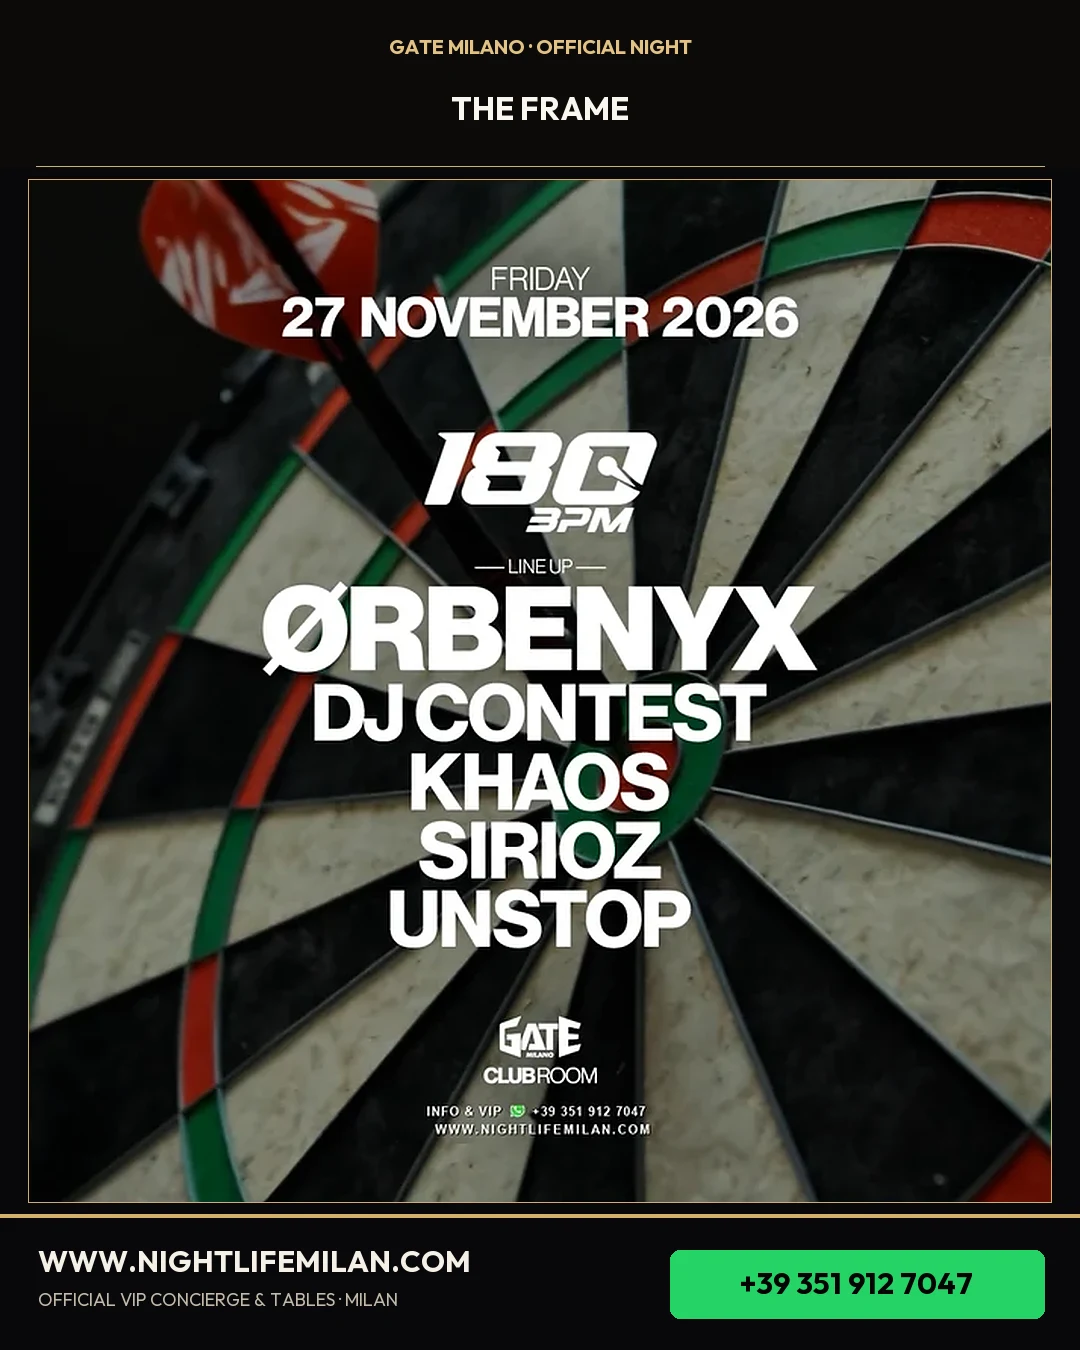 GATE MILANO · OFFICIAL NIGHT
THE FRAME
FRIDAY
27 NOVEMBER 2026
180
BPM
LINE UP
ØRBENYX
DJ CONTEST
KHAOS
SIRIOZ
UNSTOP
GATE
MILANO
CLUBROOM
INFO & VIP +39 351 912 7047
WWW.NIGHTLIFEMILAN.COM
WWW.NIGHTLIFEMILAN.COM
OFFICIAL VIP CONCIERGE & TABLES · MILAN
+39 351 912 7047